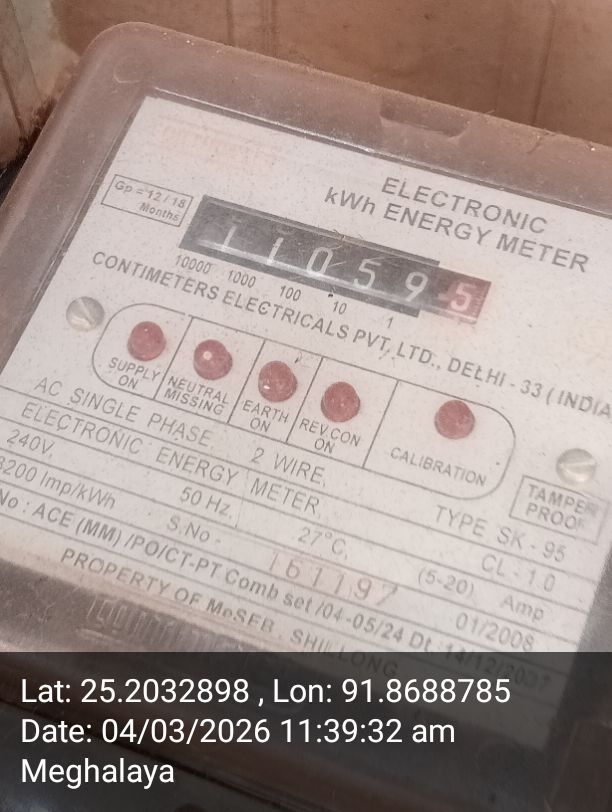 ELECTRONIC
kWh ENERGY METER
Gp = 12/18
Months
11059 5
10000 1000 100 10 1
CONTIMETERS ELECTRICALS PVT, LTD., DELHI - 33 (INDIA
SUPPLY ON
NEUTRAL MISSING
EARTH ON
REV.CON ON
CALIBRATION
TAMPER PROOF
AC SINGLE PHASE, 2 WIRE,
ELECTRONIC ENERGY METER, TYPE SK - 95
240V, 50 Hz, 27°C, CL - 1.0
3200 Imp/kWh S.No - 161197 (5-20) Amp
No : ACE (MM) /PO/CT-PT Comb set /04-05/24 Dt. 14/12/2007
01/2008
PROPERTY OF MeSEB, SHILLONG
Lat: 25.2032898 , Lon: 91.8688785
Date: 04/03/2026 11:39:32 am
Meghalaya